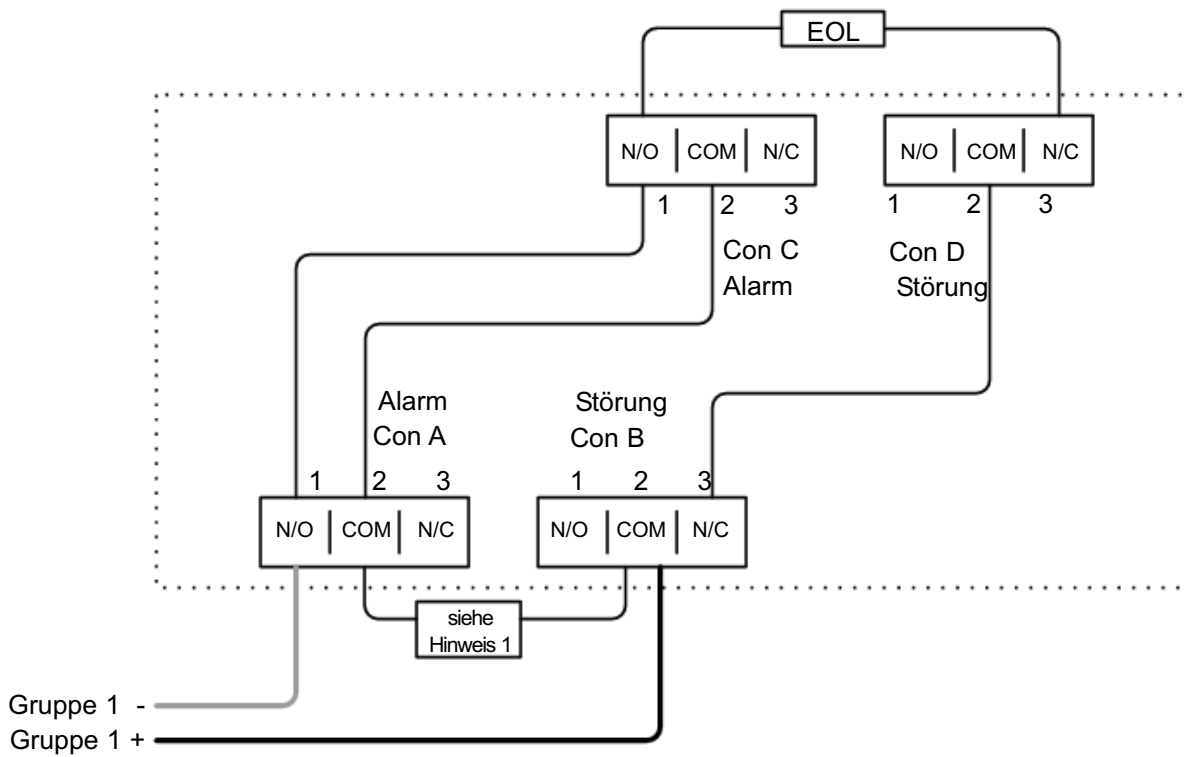 EOL
N/O COM N/C
N/O COM N/C
1 2 3
1 2 3
Con C
Alarm
Con D
Störung
Alarm
Con A
Störung
Con B
1 2 3
1 2 3
N/O COM N/C
N/O COM N/C
siehe
Hinweis 1
Gruppe 1 -
Gruppe 1 +